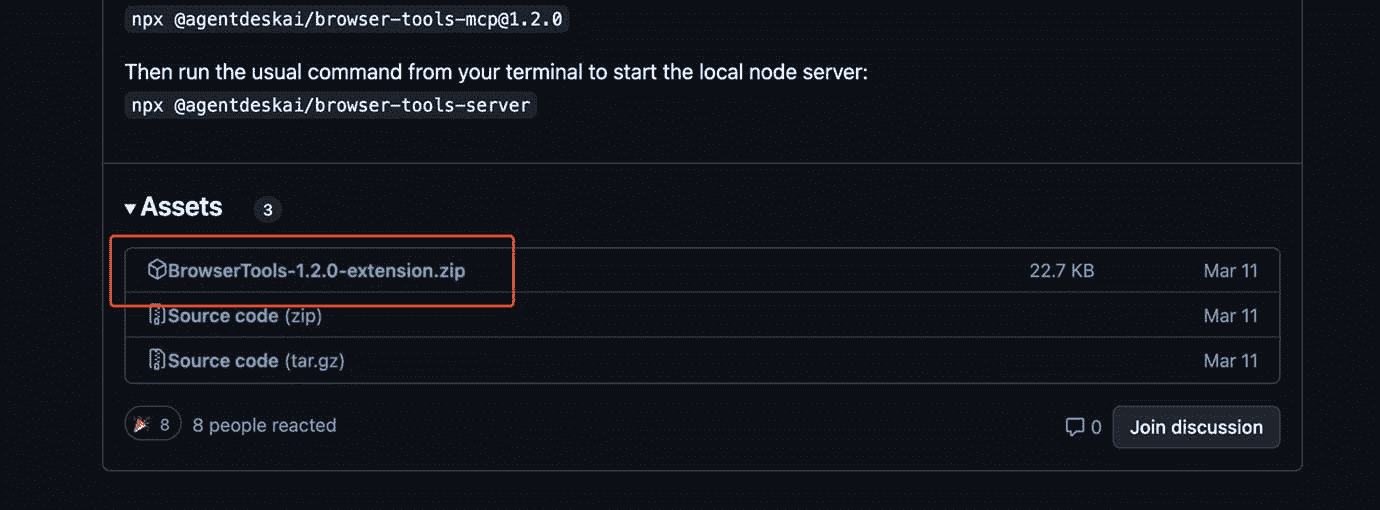 npx @agentdeskai/browser-tools-mcp@1.2.0
Then run the usual command from your terminal to start the local node server:
npx @agentdeskai/browser-tools-server
Assets 3
BrowserTools-1.2.0-extension.zip 22.7 KB Mar 11
Source code (zip) Mar 11
Source code (tar.gz) Mar 11
🎉 8 8 people reacted 0 Join discussion